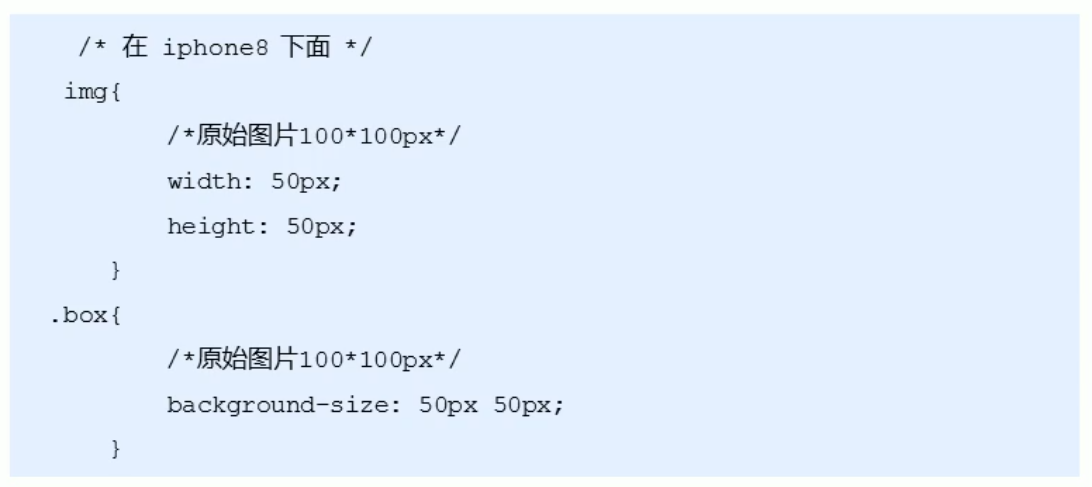 /* 在 iphone8 下面 */
img{
/*原始图片100*100px*/
width: 50px;
height: 50px;
}
.box{
/*原始图片100*100px*/
background-size: 50px 50px;
}